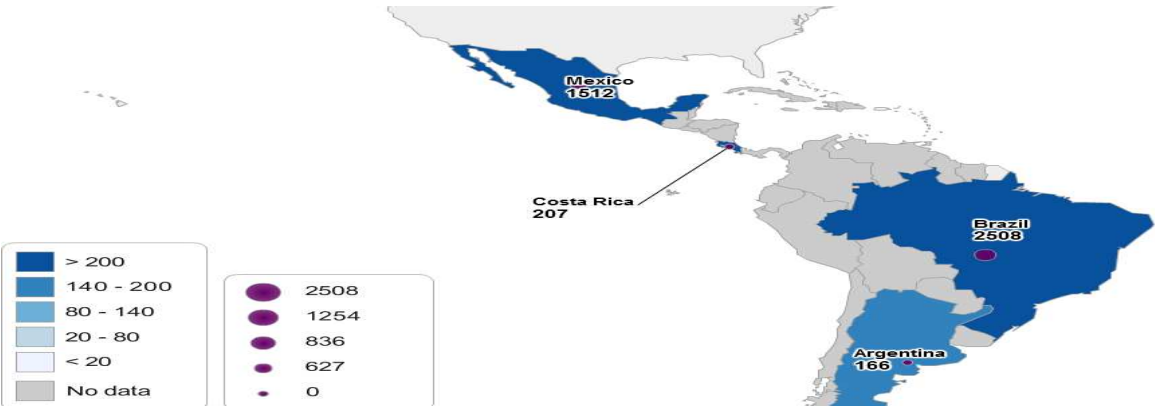 Mexico
1512
Costa Rica
207
Brazil
2508
Argentina
166
> 200
140 - 200
80 - 140
20 - 80
< 20
No data
2508
1254
836
627
0